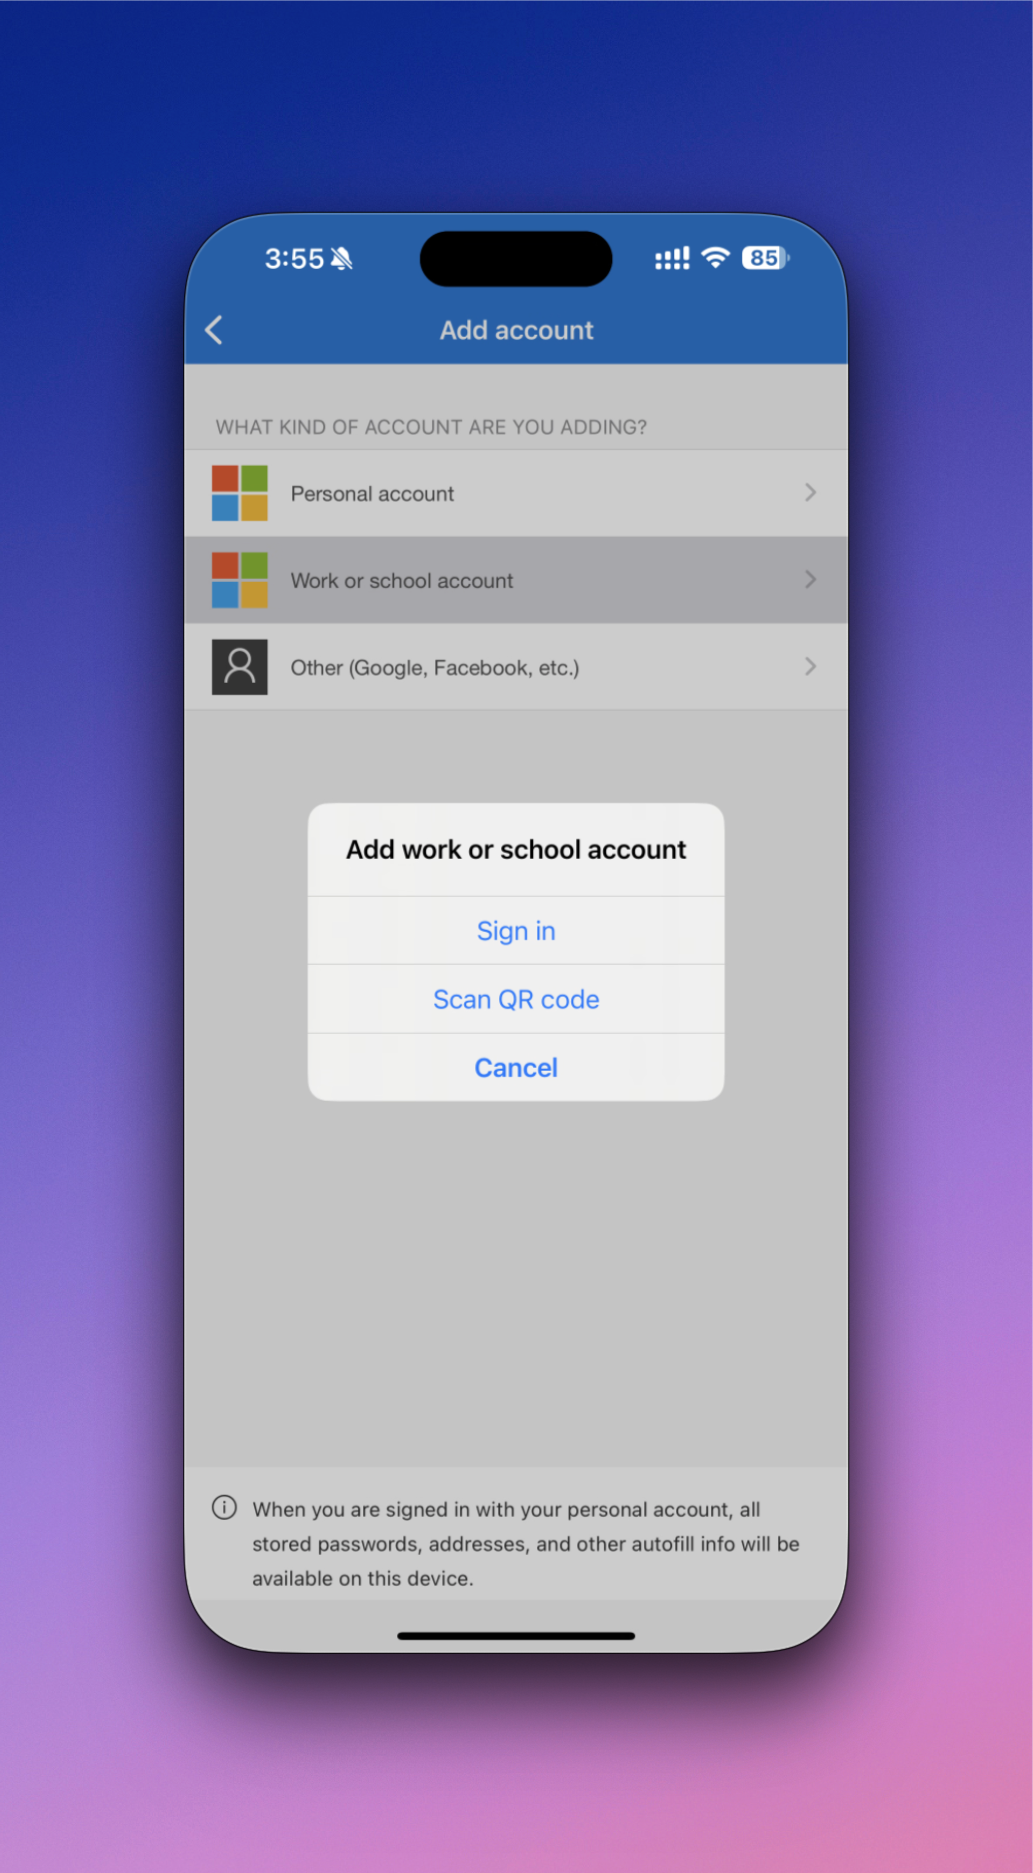 3:55
85
Add account
WHAT KIND OF ACCOUNT ARE YOU ADDING?
Personal account
Work or school account
Other (Google, Facebook, etc.)
Add work or school account
Sign in
Scan QR code
Cancel
When you are signed in with your personal account, all
stored passwords, addresses, and other autofill info will be
available on this device.